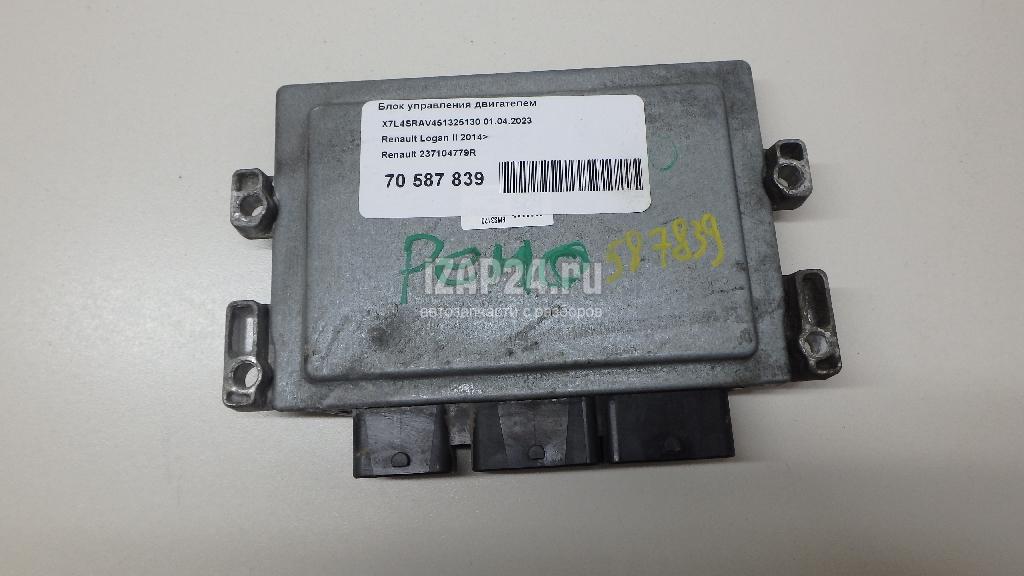 Блок управления двигателем
X7L4SRAV451325130 01.04.2023
Renault Logan II 2014>
Renault 237104779R
70 587 839
587839
IZAP24.ru
автозапчасти с разборов